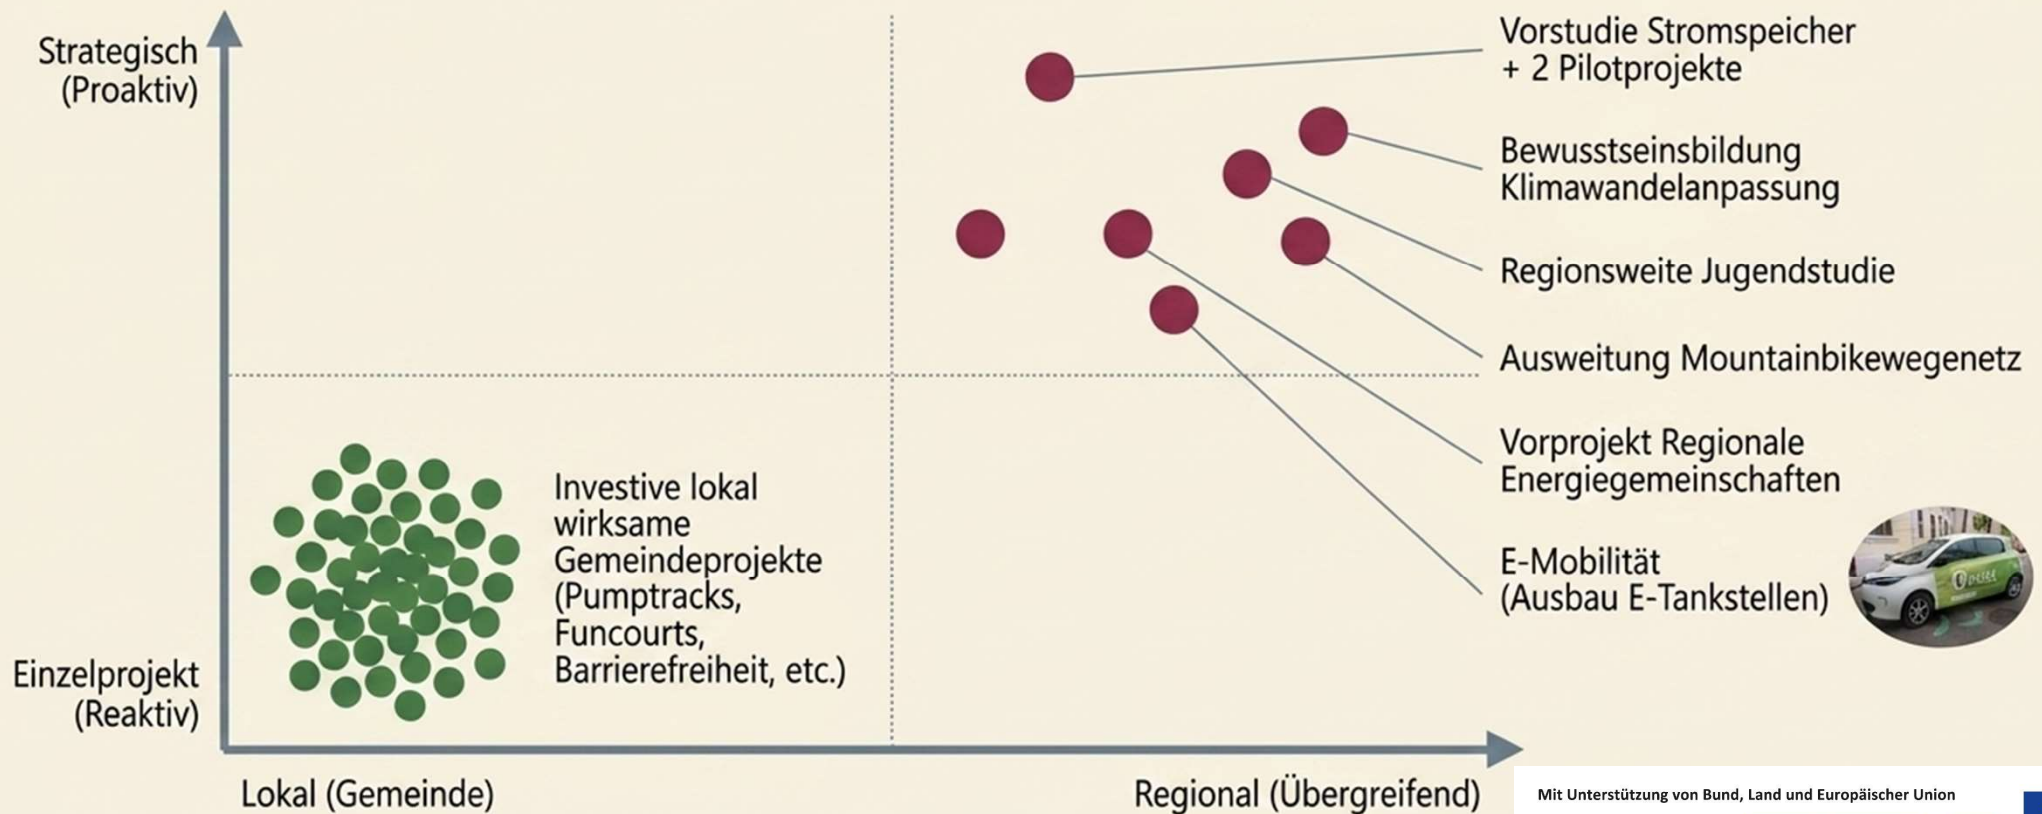 Strategisch
(Proaktiv)
Vorstudie Stromspeicher
+ 2 Pilotprojekte
Bewusstseinsbildung
Klimawandelanpassung
Regionsweite Jugendstudie
Ausweitung Mountainbikewegenetz
Vorprojekt Regionale
Energiegemeinschaften
E-Mobilität
(Ausbau E-Tankstellen)
Investive lokal
wirksame
Gemeindeprojekte
(Pumptracks,
Funcourts,
Barrierefreiheit, etc.)
Einzelprojekt
(Reaktiv)
Lokal (Gemeinde)
Regional (Übergreifend)
Mit Unterstützung von Bund, Land und Europäischer Union